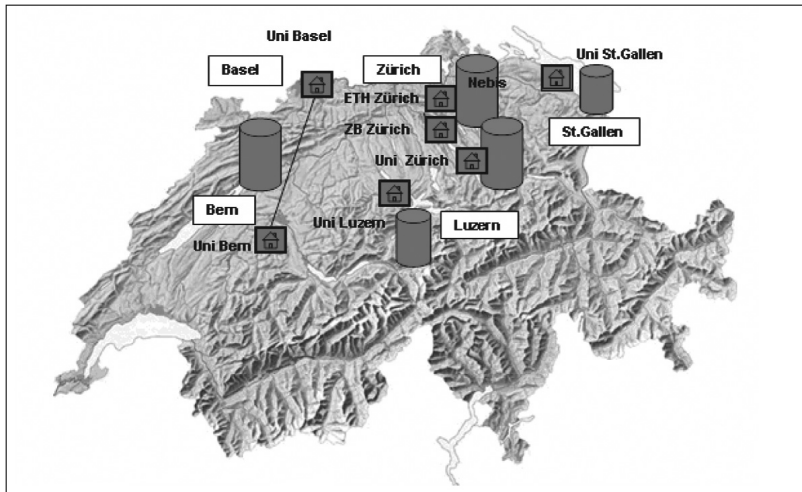 Uni Basel
Uni St.Gallen
Basel
Zürich
Nebis
ETH Zürich
ZB Zürich
St.Gallen
Uni Zürich
Bern
Uni Luzern
Luzern
Uni Bern